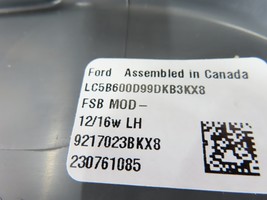 Ford Assembled in Canada
LC5B600D99DKB3KX8
FSB MOD-
12/16w LH
9217023BKX8
230761085